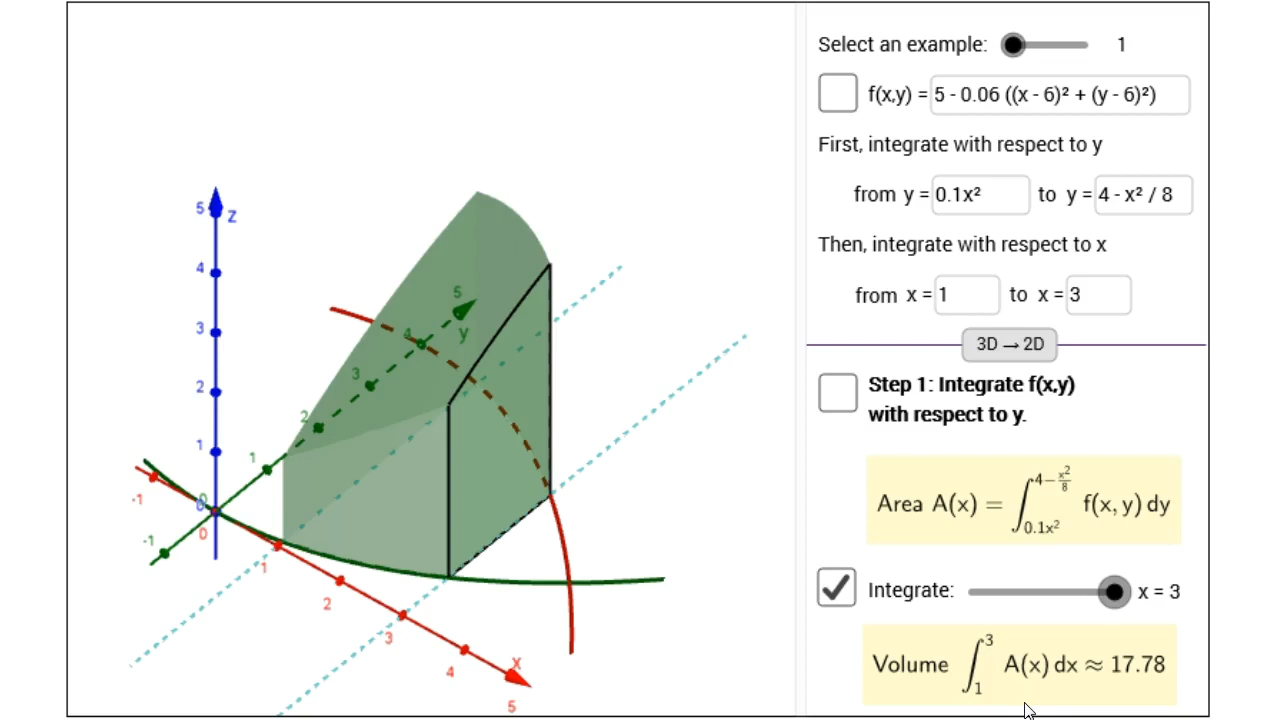 Select an example: 1
f(x,y) = 5 - 0.06 ((x - 6)² + (y - 6)²)
First, integrate with respect to y
from y = 0.1x² to y = 4 - x² / 8
Then, integrate with respect to x
from x = 1 to x = 3
3D → 2D
Step 1: Integrate f(x,y)
with respect to y.
Area A(x) = ∫_{0.1x²}^{4−x²/8} f(x, y) dy
Integrate: x = 3
Volume ∫_1^3 A(x) dx ≈ 17.78
5
z
4
3
2
1
0
-1
0
1
2
3
4
5
x
-1
0
1
2
3
4
5
y